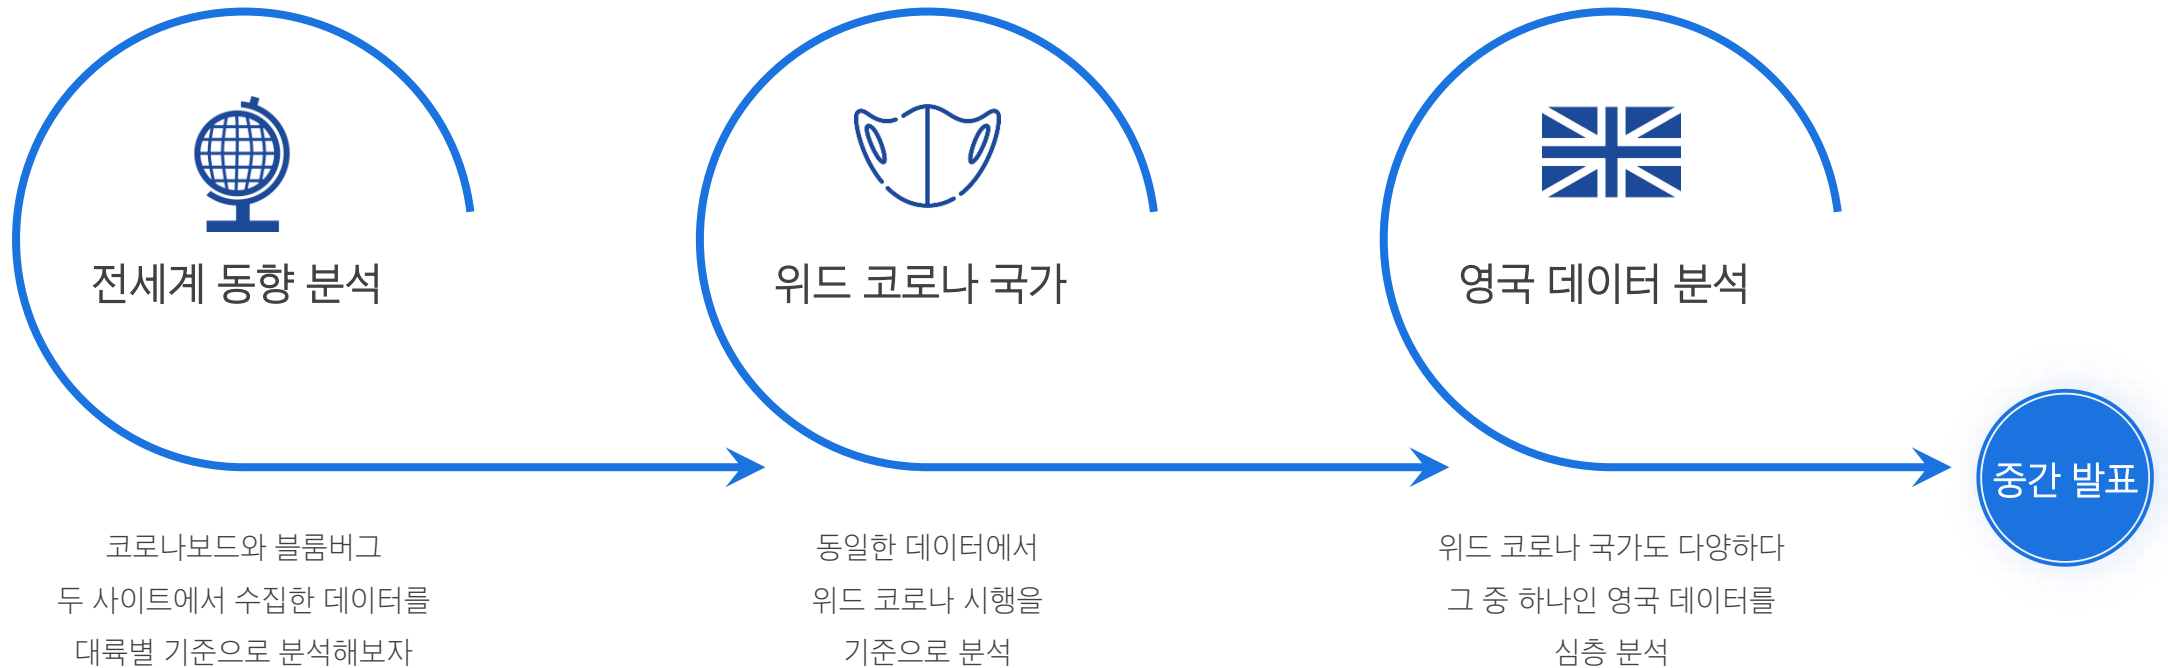 전세계 동향 분석
위드 코로나 국가
영국 데이터 분석
중간 발표
코로나보드와 블룸버그
두 사이트에서 수집한 데이터를
대륙별 기준으로 분석해보자
동일한 데이터에서
위드 코로나 시행을
기준으로 분석
위드 코로나 국가도 다양하다
그 중 하나인 영국 데이터를
심층 분석